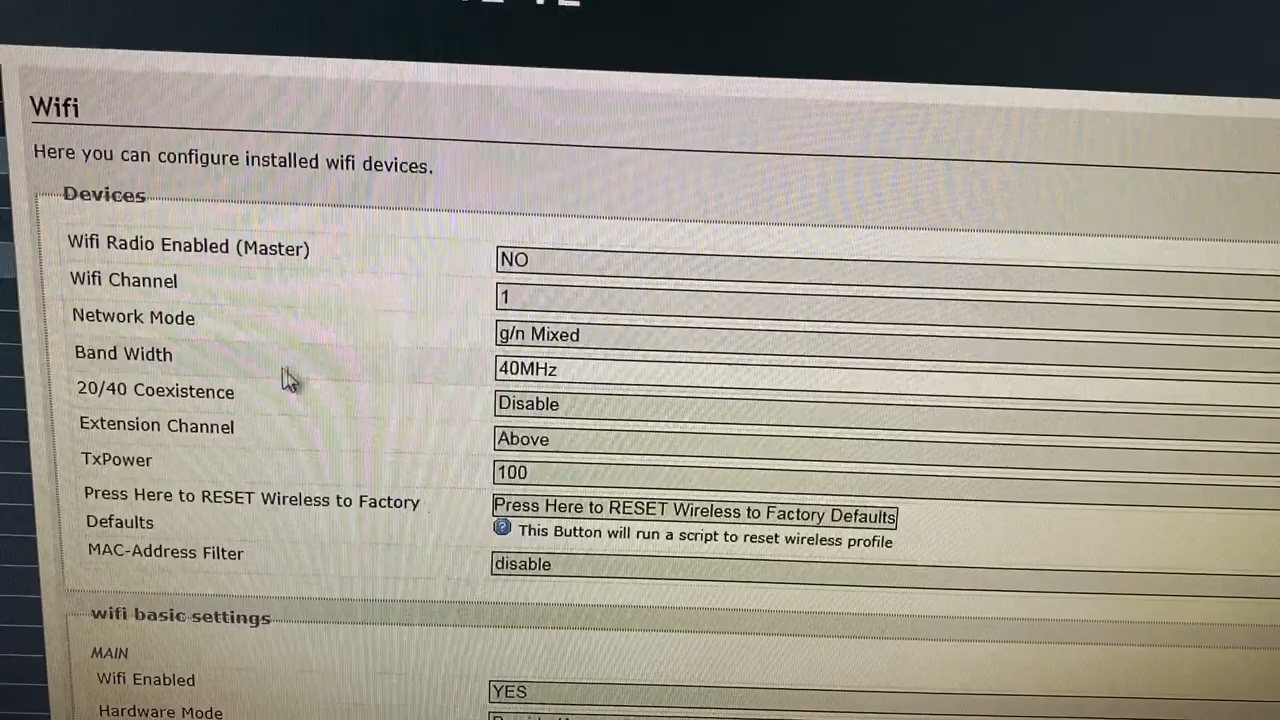 Wifi
Here you can configure installed wifi devices.
Devices
Wifi Radio Enabled (Master) NO
Wifi Channel 1
Network Mode g/n Mixed
Band Width 40MHz
20/40 Coexistence Disable
Extension Channel Above
TxPower 100
Press Here to RESET Wireless to Factory Defaults Press Here to RESET Wireless to Factory Defaults
This Button will run a script to reset wireless profile
MAC-Address Filter disable
wifi basic settings
MAIN
Wifi Enabled YES
Hardware Mode